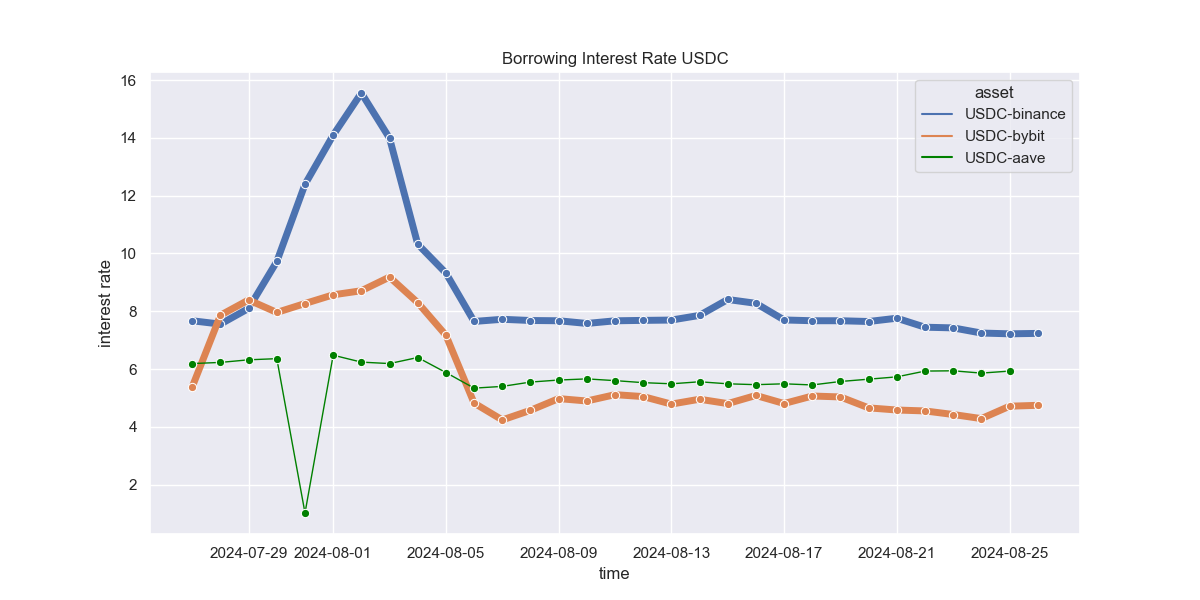 Borrowing Interest Rate USDC
asset
USDC-binance
USDC-bybit
USDC-aave
interest rate
16
14
12
10
8
6
4
2
2024-07-29 2024-08-01 2024-08-05 2024-08-09 2024-08-13 2024-08-17 2024-08-21 2024-08-25
time